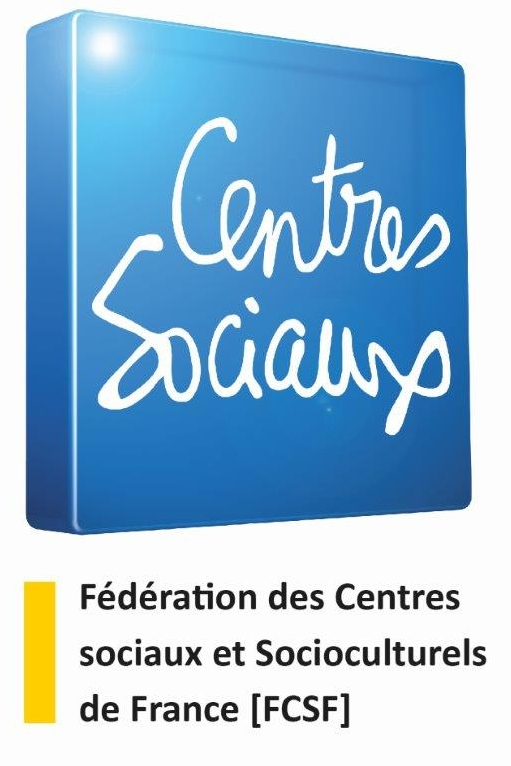 Centres
Sociaux
Fédération des Centres
sociaux et Socioculturels
de France [FCSF]